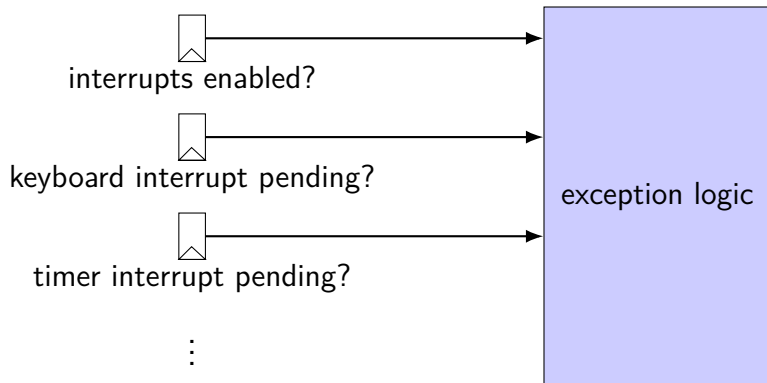 interrupts enabled?
keyboard interrupt pending?
exception logic
timer interrupt pending?
⋮